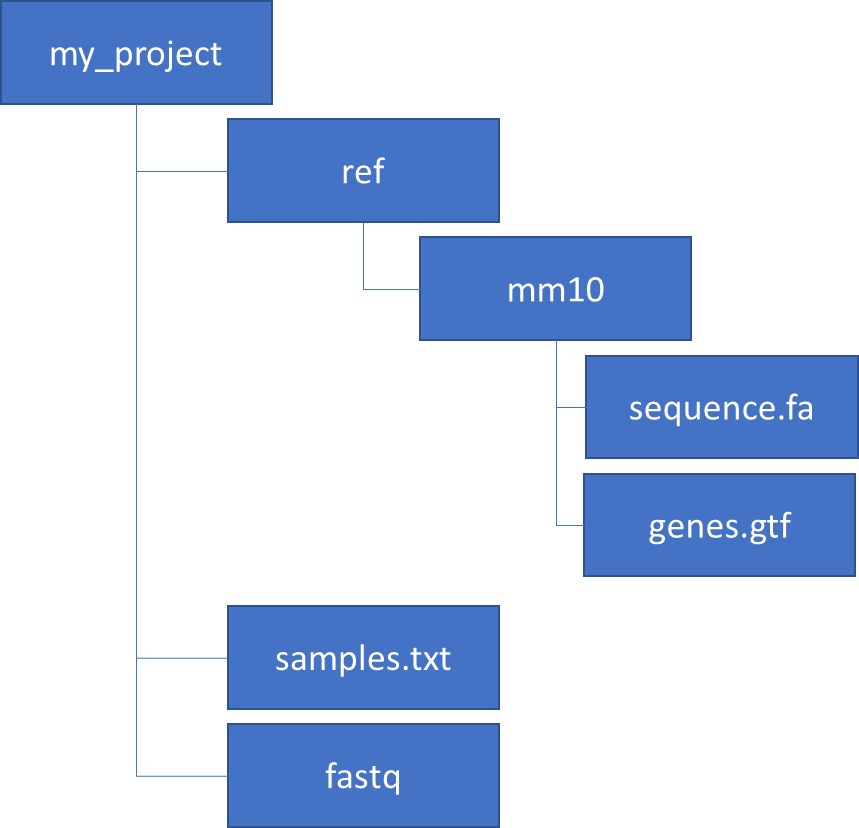 my_project
ref
mm10
sequence.fa
genes.gtf
samples.txt
fastq